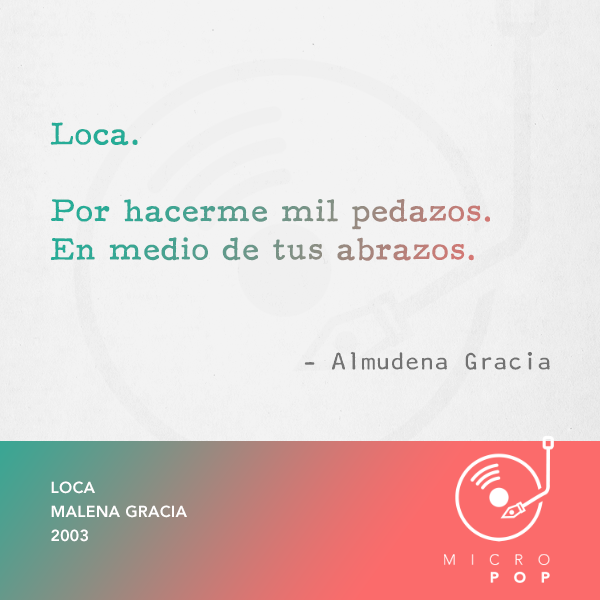 Loca.
Por hacerme mil pedazos.
En medio de tus abrazos.
- Almudena Gracia
LOCA
MALENA GRACIA
2003
MICRO
POP